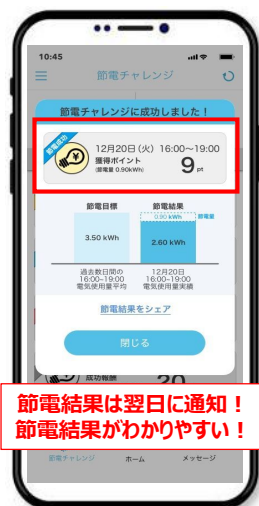 10:45
節電チャレンジ
節電チャレンジに成功しました！
節電成功
12月20日(火) 16:00~19:00
獲得ポイント
(節電量 0.90kWh)
9 pt
節電目標
節電結果
0.90 kWh
節電量
3.50 kWh
2.60 kWh
過去数日間の
16:00-19:00
電気使用量平均
12月20日
16:00-19:00
電気使用量実績
節電結果をシェア
閉じる
成功報酬
20
節電結果は翌日に通知！
節電結果がわかりやすい！
節電チャレンジ
ホーム
メッセージ